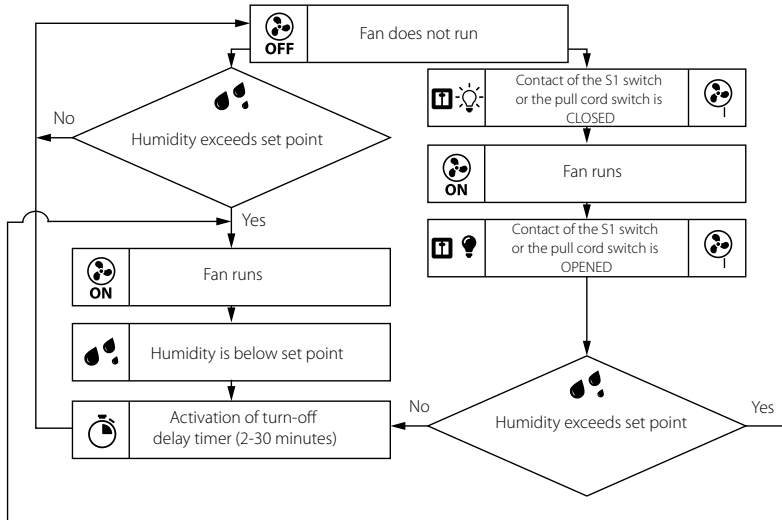 OFF
Fan does not run
No
Humidity exceeds set point
Yes
ON
Fan runs
Humidity is below set point
Activation of turn-off
delay timer (2-30 minutes)
Contact of the S1 switch
or the pull cord switch is
CLOSED
I
ON
Fan runs
Contact of the S1 switch
or the pull cord switch is
OPENED
I
No
Humidity exceeds set point
Yes